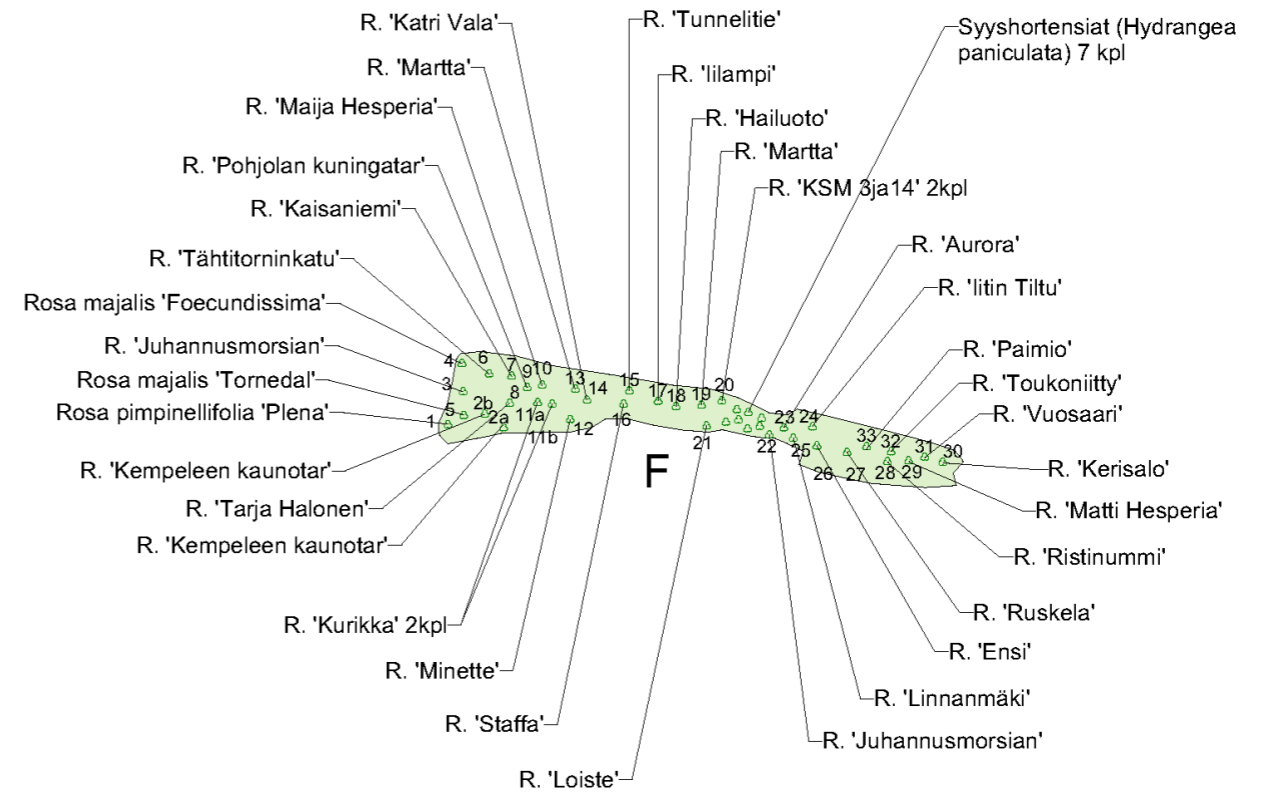 R. 'Katri Vala'
R. 'Martta'
R. 'Maija Hesperia'
R. 'Pohjolan kuningatar'
R. 'Kaisaniemi'
R. 'Tähtitorninkatu'
Rosa majalis 'Foecundissima'
R. 'Juhannusmorsian'
Rosa majalis 'Tornedal'
Rosa pimpinellifolia 'Plena'
R. 'Kempeleen kaunotar'
R. 'Tarja Halonen'
R. 'Kempeleen kaunotar'
R. 'Kurikka' 2kpl
R. 'Minette'
R. 'Staffa'
R. 'Loiste'
R. 'Tunnelitie'
R. 'Iilampi'
R. 'Hailuoto'
R. 'Martta'
R. 'KSM 3ja14' 2kpl
Syyshortensiat (Hydrangea
paniculata) 7 kpl
R. 'Aurora'
R. 'Iitin Tiltu'
R. 'Paimio'
R. 'Toukoniitty'
R. 'Vuosaari'
R. 'Kerisalo'
R. 'Matti Hesperia'
R. 'Ristinummi'
R. 'Ruskela'
R. 'Ensi'
R. 'Linnanmäki'
R. 'Juhannusmorsian'
1
2a
2b
3
4
5
6
7
8
9
10
11a
11b
12
13
14
15
16
17
18
19
20
21
22
23
24
25
26
27
28
29
30
31
32
33
F